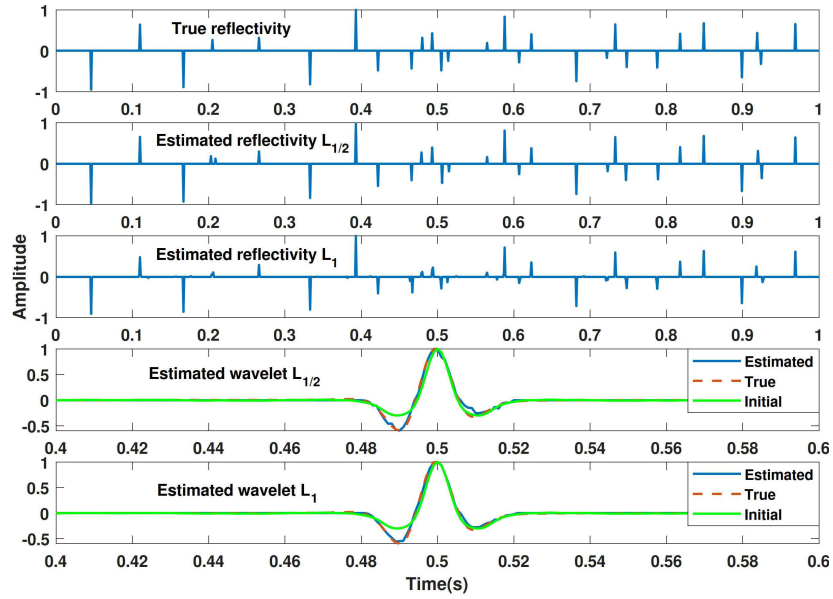 1
0
-1
True reflectivity
0 0.1 0.2 0.3 0.4 0.5 0.6 0.7 0.8 0.9 1
1
0
-1
Estimated reflectivity L1/2
0 0.1 0.2 0.3 0.4 0.5 0.6 0.7 0.8 0.9 1
Amplitude
1
0
-1
Estimated reflectivity L1
0 0.1 0.2 0.3 0.4 0.5 0.6 0.7 0.8 0.9 1
1
0.5
0
-0.5
Estimated wavelet L1/2
Estimated
True
Initial
0.4 0.42 0.44 0.46 0.48 0.5 0.52 0.54 0.56 0.58 0.6
1
0.5
0
-0.5
Estimated wavelet L1
Estimated
True
Initial
0.4 0.42 0.44 0.46 0.48 0.5 0.52 0.54 0.56 0.58 0.6
Time(s)